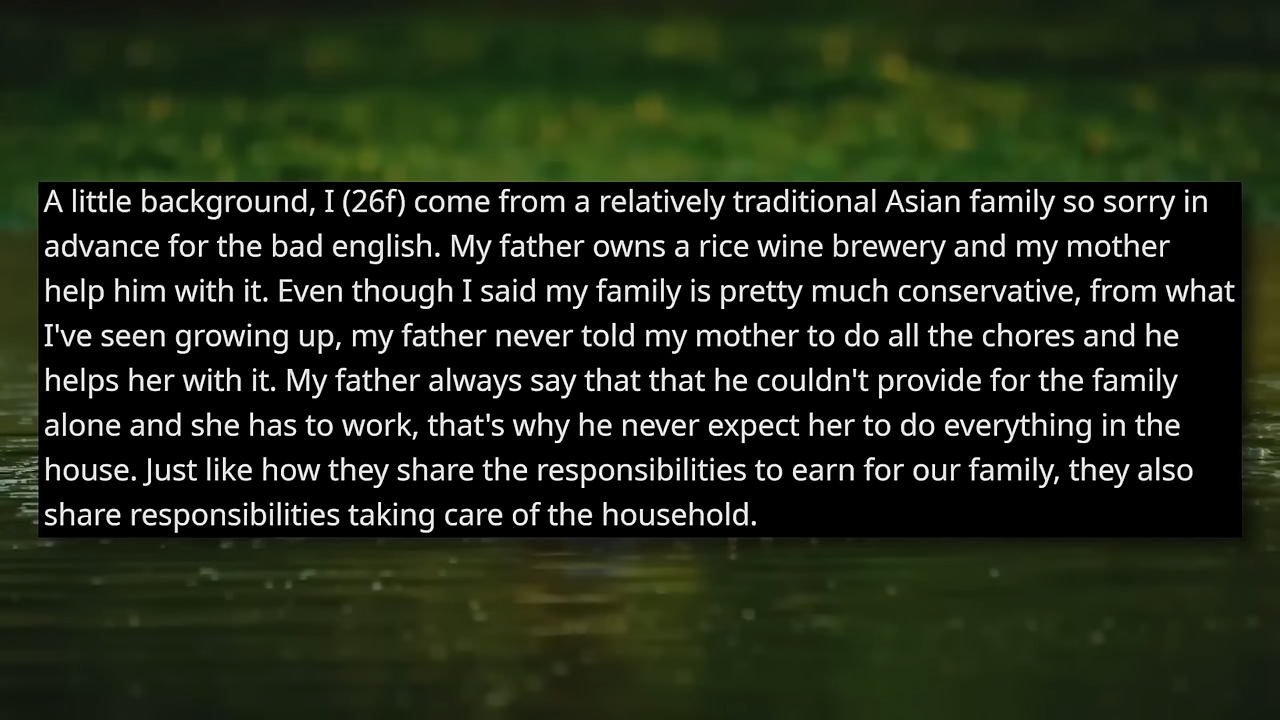 A little background, I (26f) come from a relatively traditional Asian family so sorry in
advance for the bad english. My father owns a rice wine brewery and my mother
help him with it. Even though I said my family is pretty much conservative, from what
I've seen growing up, my father never told my mother to do all the chores and he
helps her with it. My father always say that that he couldn't provide for the family
alone and she has to work, that's why he never expect her to do everything in the
house. Just like how they share the responsibilities to earn for our family, they also
share responsibilities taking care of the household.